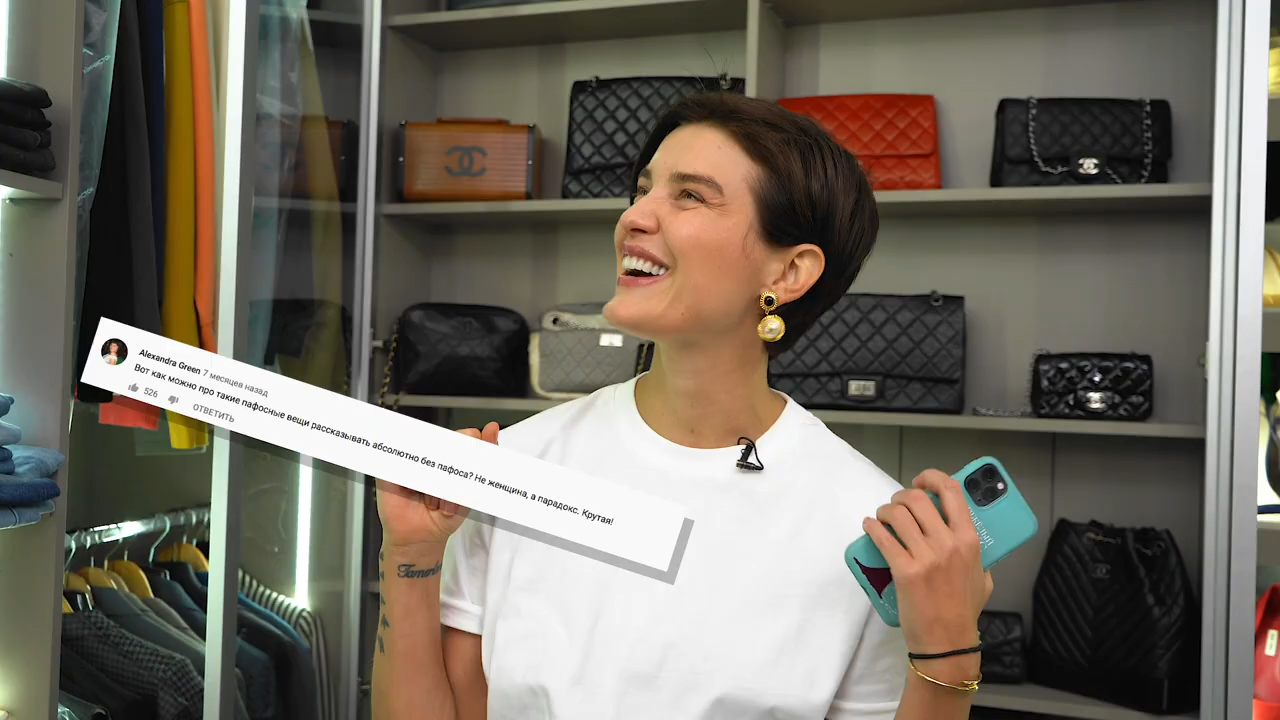 Alexandra Green 7 месяцев назад
Вот как можно про такие пафосные вещи рассказывать абсолютно без пафоса? Не женщина, а парадокс. Крутая!
526 ОТВЕТИТЬ